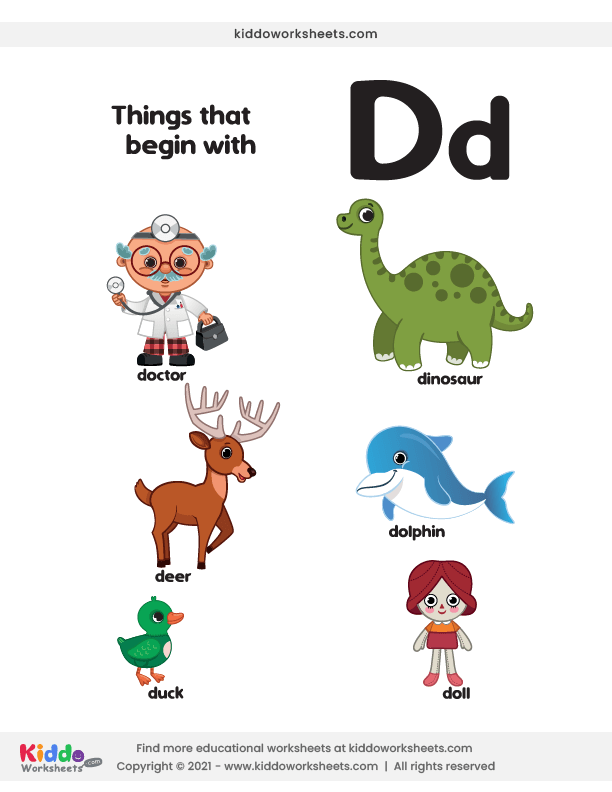 kiddoworksheets.com
Things that
begin with
Dd
doctor
dinosaur
deer
dolphin
duck
doll
Kiddo
Worksheets.com
Find more educational worksheets at kiddoworksheets.com
Copyright © 2021 - www.kiddoworksheets.com | All rights reserved